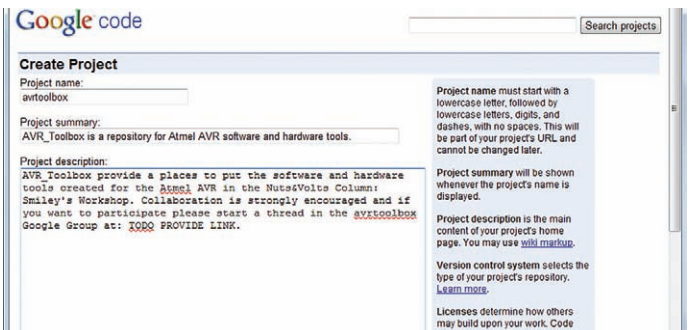 Google code
Search projects
Create Project
Project name:
avrtoolbox
Project summary:
AVR_Toolbox is a repository for Atmel AVR software and hardware tools.
Project description:
AVR_Toolbox provide a places to put the software and hardware
tools created for the Atmel AVR in the Nuts&Volts Column:
Smiley's Workshop. Collaboration is strongly encouraged and if
you want to participate please start a thread in the avrtoolbox
Google Group at: TODO PROVIDE LINK.
Project name must start with a
lowercase letter, followed by
lowercase letters, digits, and
dashes, with no spaces. This will
be part of your project's URL and
cannot be changed later.
Project summary will be shown
whenever the project's name is
displayed.
Project description is the main
content of your project's home
page. You may use wiki markup.
Version control system selects the
type of your project's repository.
Learn more.
Licenses determine how others
may build upon your work. Code